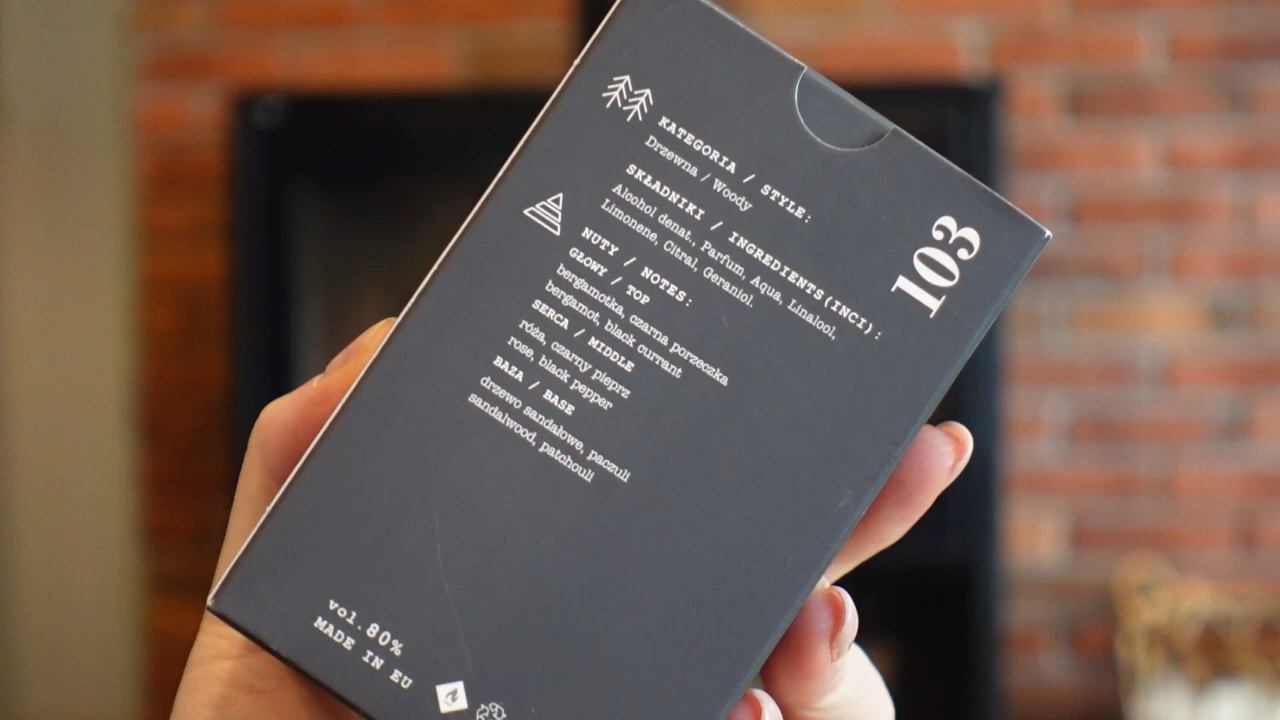 KATEGORIA / STYLE:
Drzewna / Woody
SKŁADNIKI / INGREDIENTS(INCI):
Alcohol denat., Parfum, Aqua, Linalool,
Limonene, Citral, Geraniol.
NUTY / NOTES:
GŁOWY / TOP
bergamotka, czarna porzeczka
bergamot, black currant
SERCA / MIDDLE
róża, czarny pieprz
rose, black pepper
BAZA / BASE
drzewo sandałowe, paczuli
sandalwood, patchouli
103
vol.80%
MADE IN EU